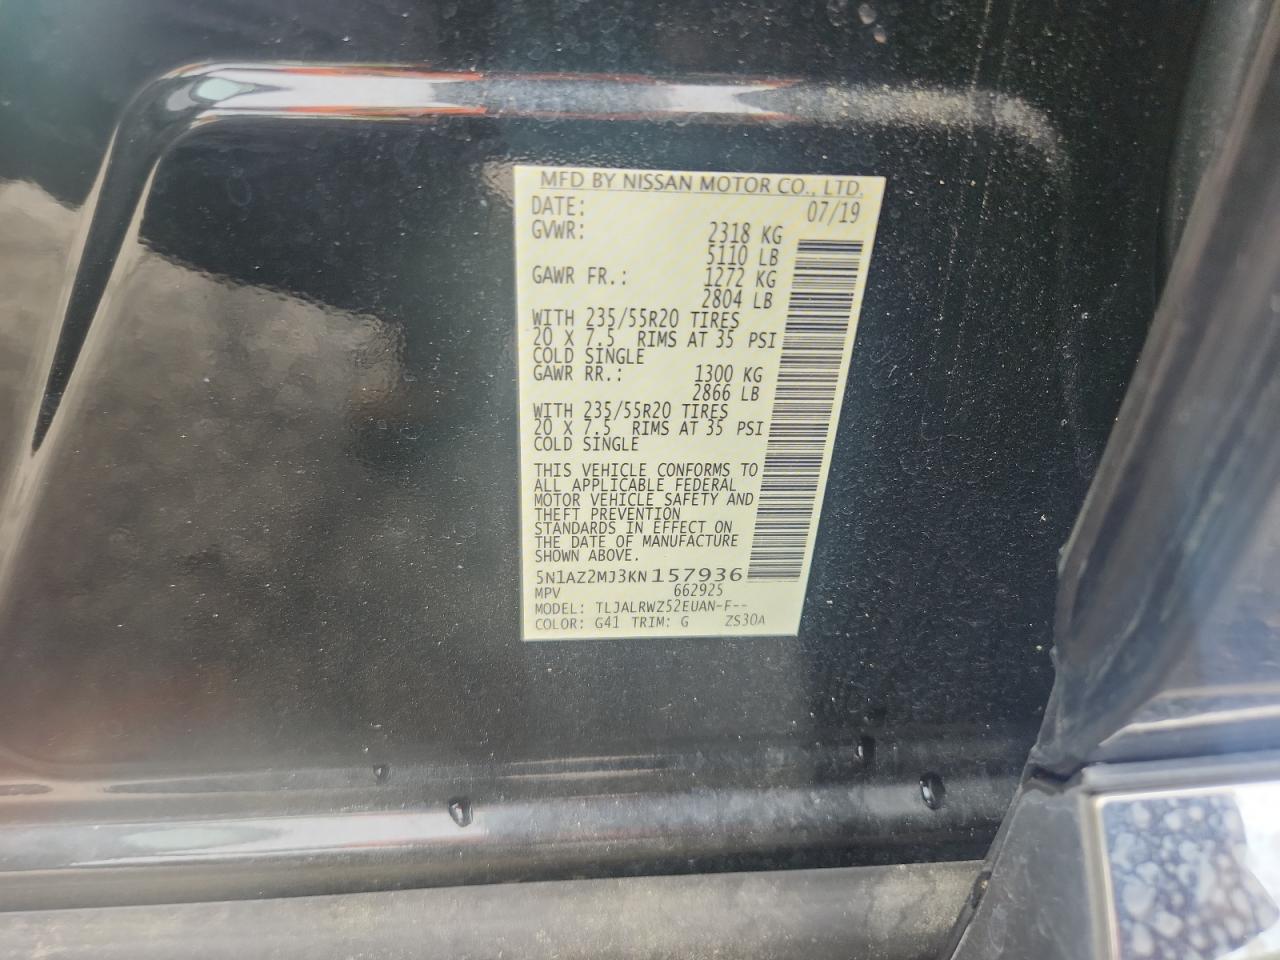 MFD BY NISSAN MOTOR CO., LTD.
DATE: 07/19
GVWR: 2318 KG
5110 LB
GAWR FR.: 1272 KG
2804 LB
WITH 235/55R20 TIRES
20 X 7.5 RIMS AT 35 PSI
COLD SINGLE
GAWR RR.: 1300 KG
2866 LB
WITH 235/55R20 TIRES
20 X 7.5 RIMS AT 35 PSI
COLD SINGLE
THIS VEHICLE CONFORMS TO
ALL APPLICABLE FEDERAL
MOTOR VEHICLE SAFETY AND
THEFT PREVENTION
STANDARDS IN EFFECT ON
THE DATE OF MANUFACTURE
SHOWN ABOVE.
5N1AZ2MJ3KN157936
MPV 662925
MODEL: TLJALRWZ52EUAN-F--
COLOR: G41 TRIM: G ZS30A